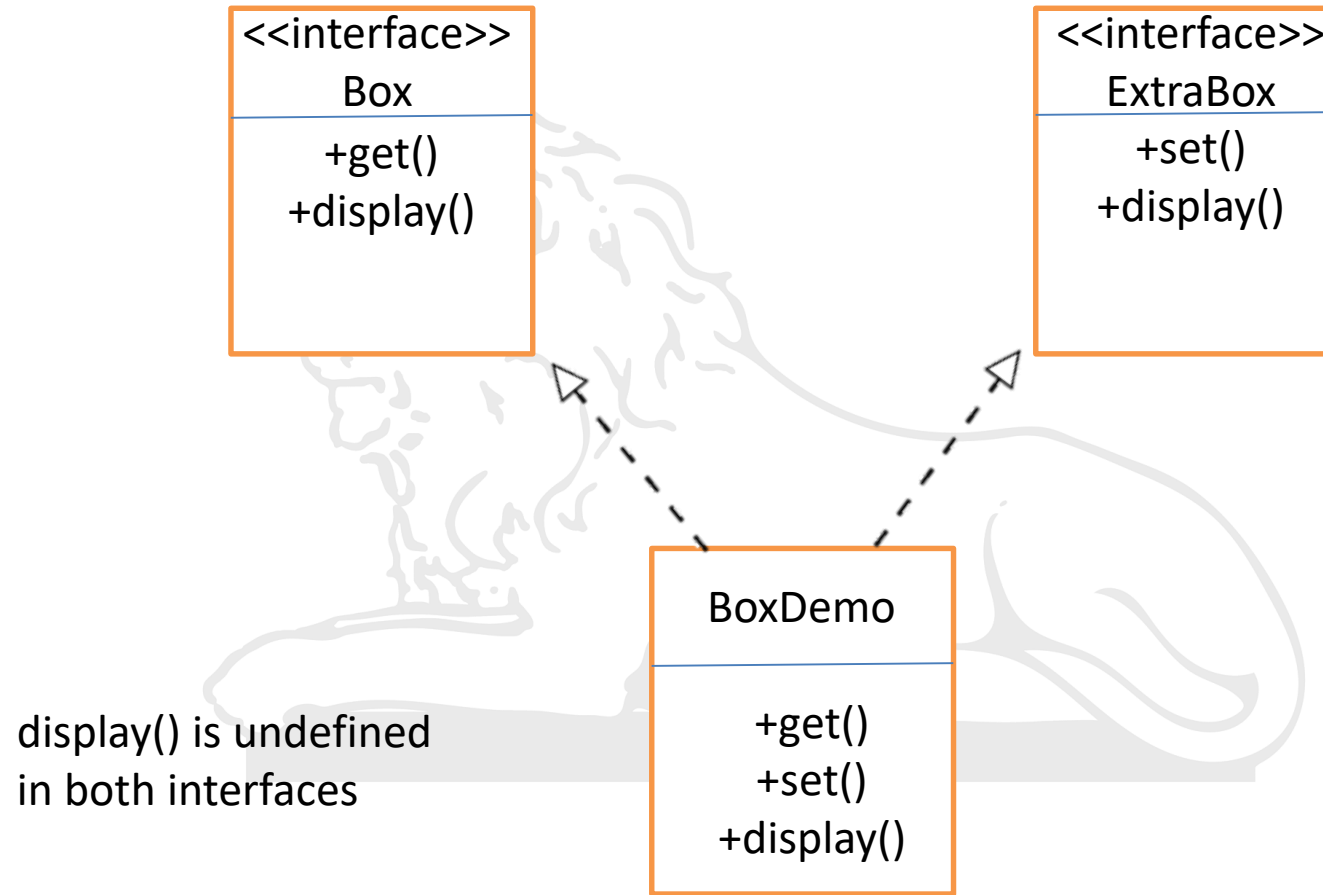 <<interface>>
Box
+get()
+display()
<<interface>>
ExtraBox
+set()
+display()
BoxDemo
+get()
+set()
+display()
display() is undefined
in both interfaces